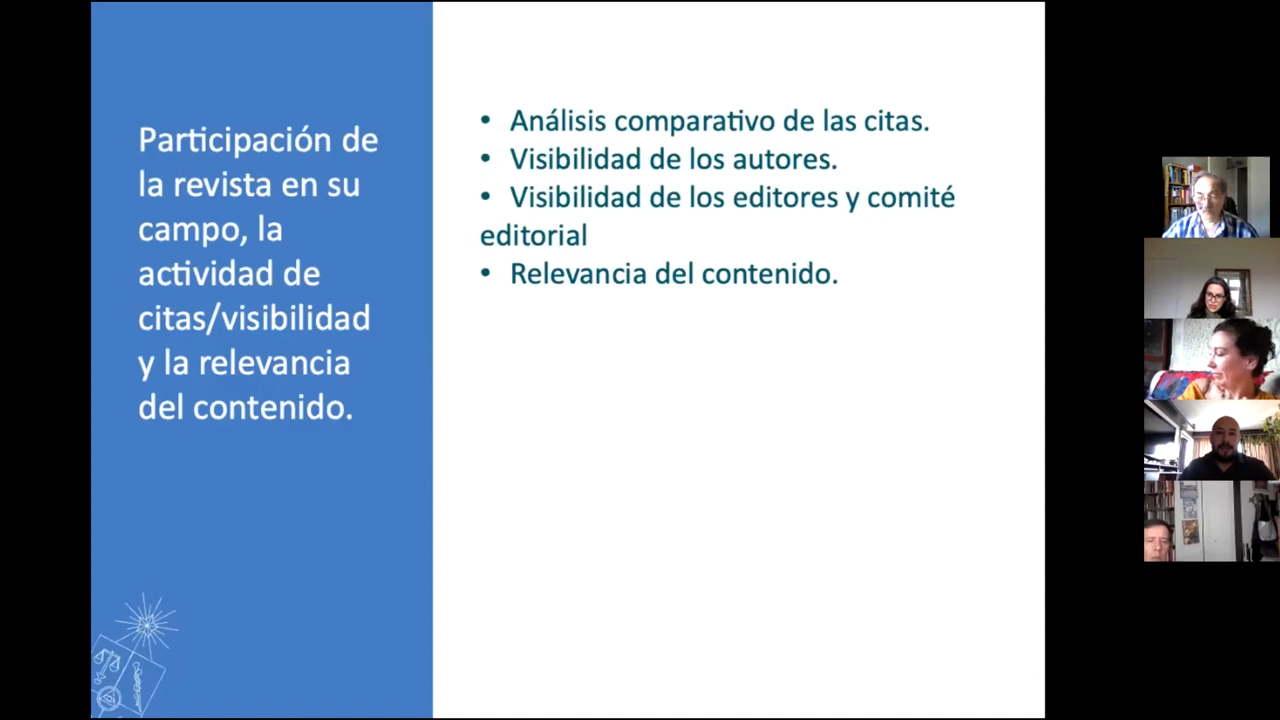 Participación de
la revista en su
campo, la
actividad de
citas/visibilidad
y la relevancia
del contenido.
• Análisis comparativo de las citas.
• Visibilidad de los autores.
• Visibilidad de los editores y comité
editorial
• Relevancia del contenido.